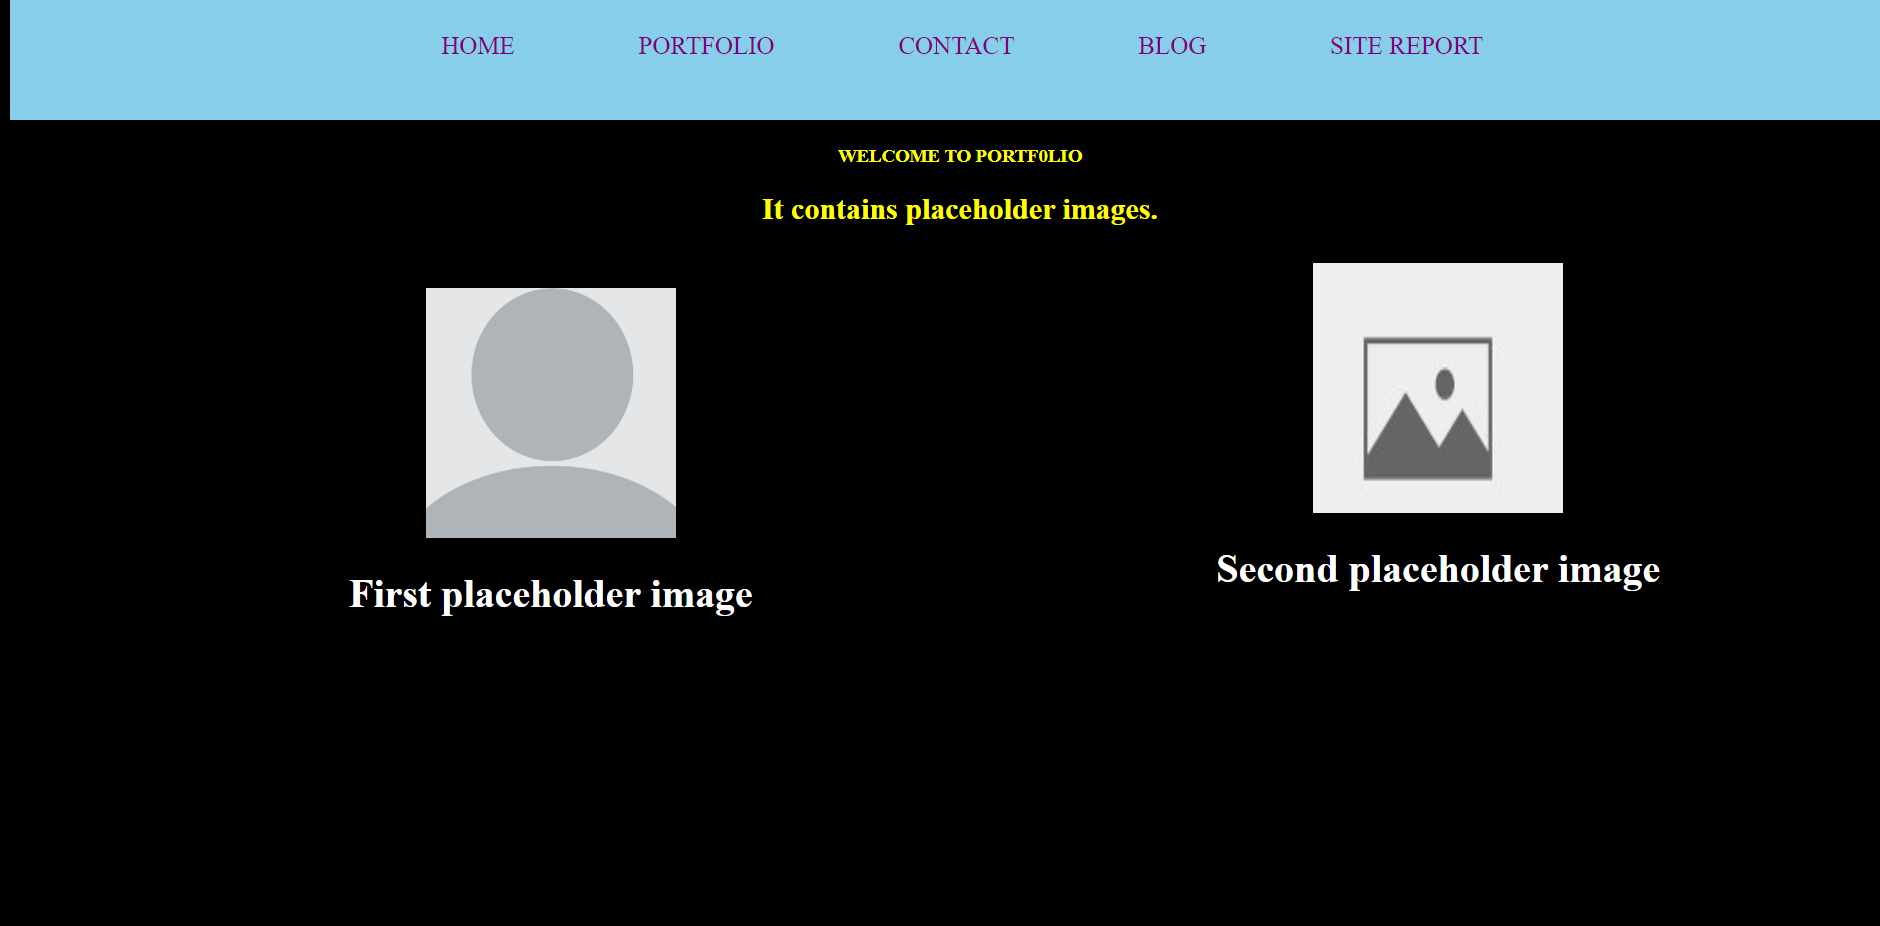 HOME PORTFOLIO CONTACT BLOG SITE REPORT
WELCOME TO PORTF0LIO
It contains placeholder images.
First placeholder image
Second placeholder image